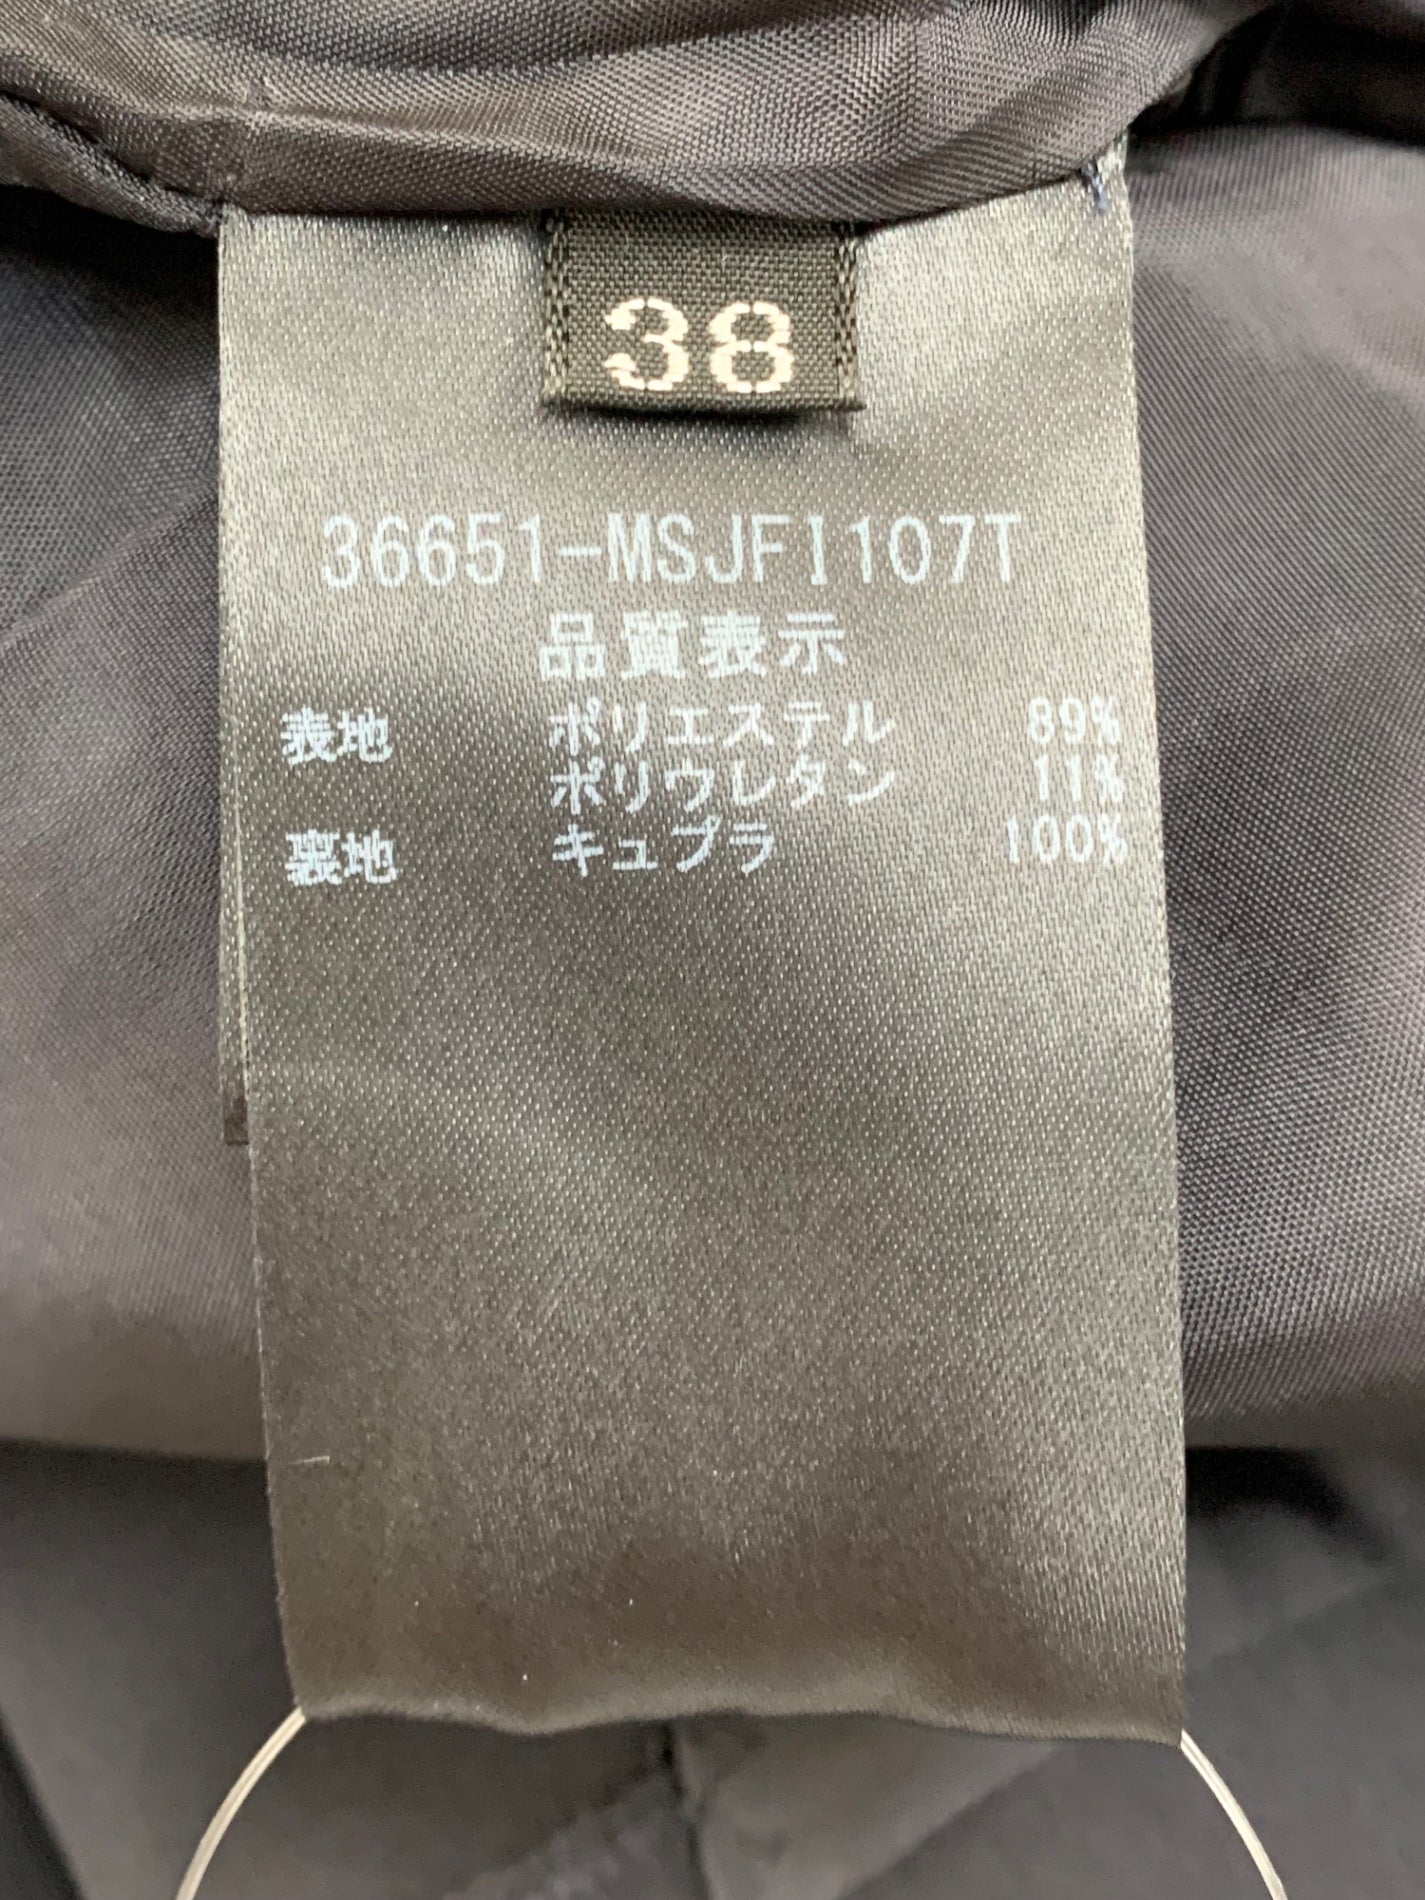 38
36651-MSJFI107T
品質表示
表地 ポリエステル 89%
ポリウレタン 11%
裏地 キュプラ 100%